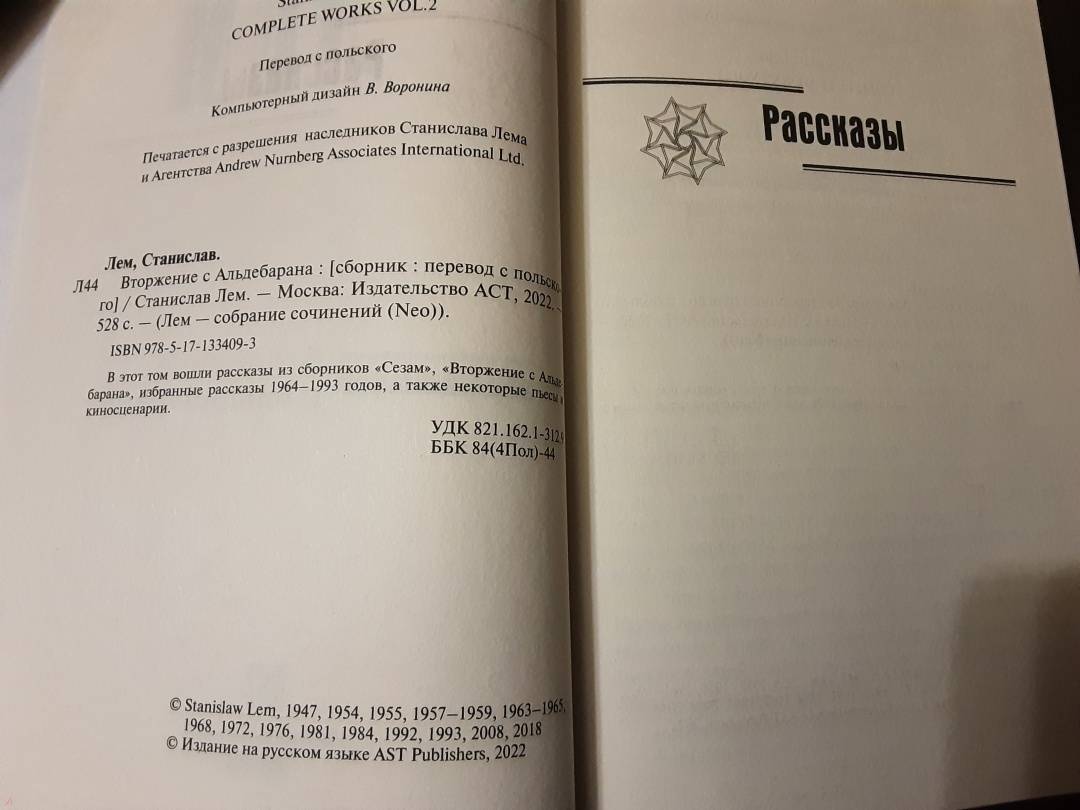 COMPLETE WORKS VOL.2
Перевод с польского
Компьютерный дизайн В. Воронина
Печатается с разрешения наследников Станислава Лема
и Агентства Andrew Nurnberg Associates International Ltd.
Лем, Станислав.
Л44 Вторжение с Альдебарана : [сборник : перевод с польско-
го] / Станислав Лем. — Москва: Издательство АСТ, 2022. —
528 с. — (Лем — собрание сочинений (Neo)).
ISBN 978-5-17-133409-3
В этот том вошли рассказы из сборников «Сезам», «Вторжение с Альде-
барана», избранные рассказы 1964—1993 годов, а также некоторые пьесы и
киносценарии.
УДК 821.162.1-312.9
ББК 84(4Пол)-44
© Stanislaw Lem, 1947, 1954, 1955, 1957—1959, 1963—1965,
1968, 1972, 1976, 1981, 1984, 1992, 1993, 2008, 2018
© Издание на русском языке AST Publishers, 2022
Рассказы